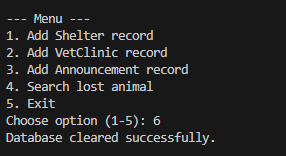 --- Menu ---
1. Add Shelter record
2. Add VetClinic record
3. Add Announcement record
4. Search lost animal
5. Exit
Choose option (1-5): 6
Database cleared successfully.